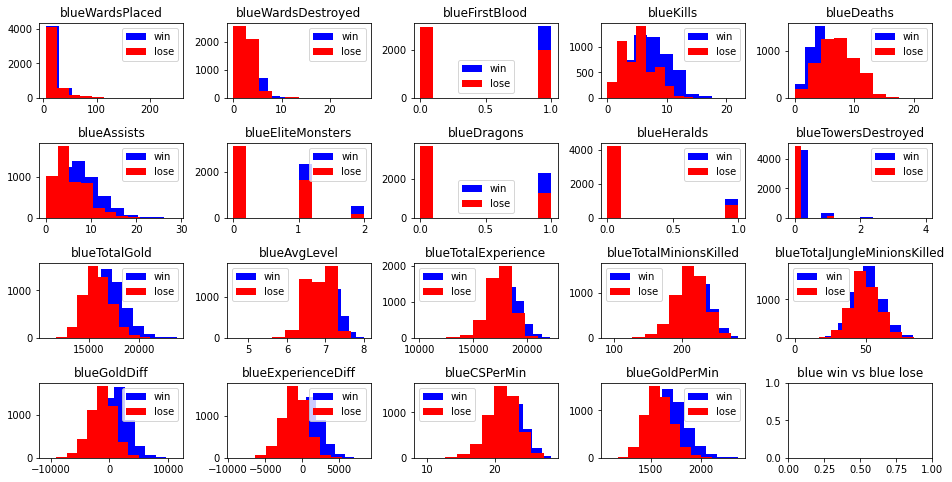 blueWardsPlaced
4000
2000
0
0
100
200
win
lose
blueWardsDestroyed
2000
1000
0
0
10
20
win
lose
blueFirstBlood
2000
0
0.0
0.5
1.0
win
lose
blueKills
1000
500
0
0
10
20
win
lose
blueDeaths
1000
0
0
10
20
win
lose
blueAssists
1000
0
0
10
20
30
win
lose
blueEliteMonsters
2000
0
0
1
2
win
lose
blueDragons
2000
0
0.0
0.5
1.0
win
lose
blueHeralds
4000
2000
0
0.0
0.5
1.0
win
lose
blueTowersDestroyed
4000
2000
0
0
2
4
win
lose
blueTotalGold
1000
0
15000
20000
win
lose
blueAvgLevel
1000
0
5
6
7
8
win
lose
blueTotalExperience
2000
1000
0
10000
15000
20000
win
lose
blueTotalMinionsKilled
1000
0
100
200
win
lose
blueTotalJungleMinionsKilled
1000
0
0
50
win
lose
blueGoldDiff
1000
0
−10000
0
10000
win
lose
blueExperienceDiff
1000
0
−10000
−5000
0
5000
win
lose
blueCSPerMin
1000
0
10
20
win
lose
blueGoldPerMin
1000
0
1500
2000
win
lose
blue win vs blue lose
1.0
0.5
0.0
0.00
0.25
0.50
0.75
1.00